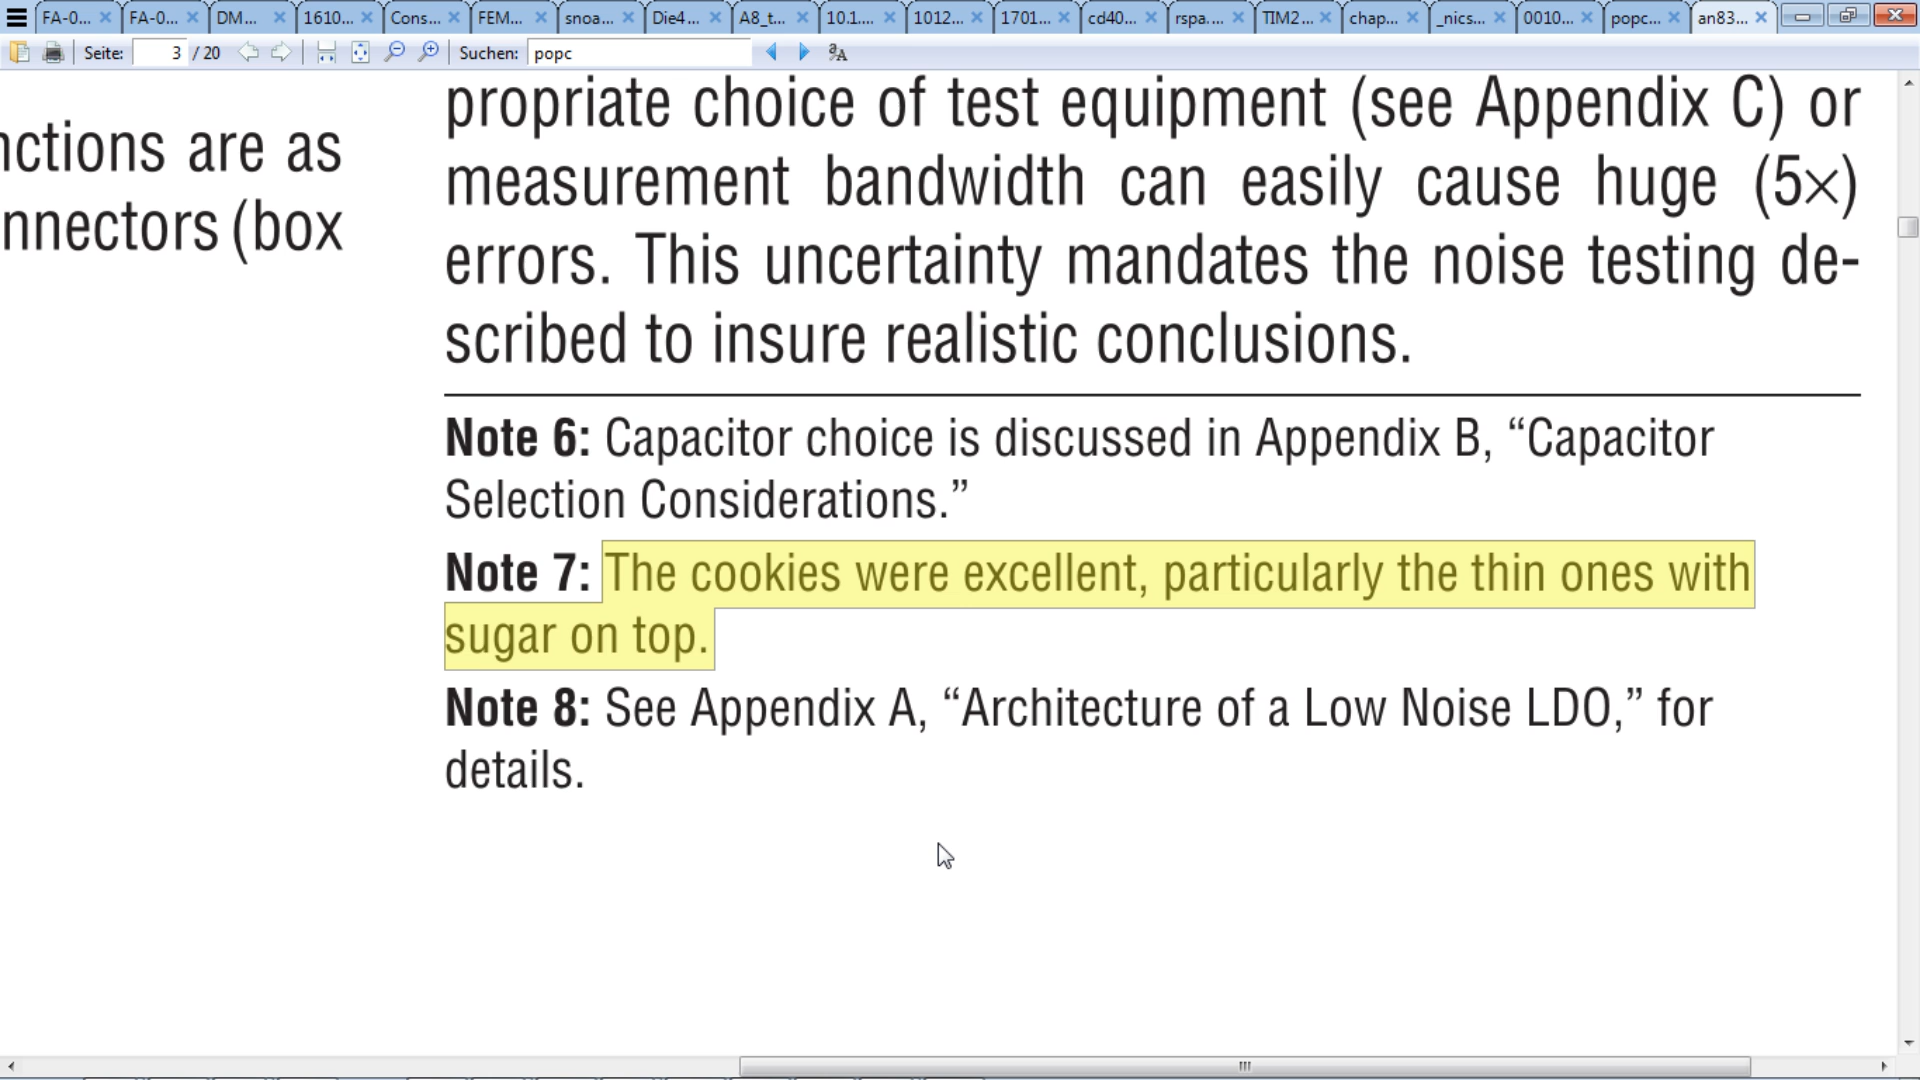 FA-0... FA-0... DM... 1610... Cons... FEM... snoa... Die4... A8_t... 10.1.... 1012... 1701... cd40... rspa.... TIM2... chap... _nics... 0010... popc... an83...
Seite: 3 / 20 Suchen: popc
propriate choice of test equipment (see Appendix C) or
nctions are as
measurement bandwidth can easily cause huge (5×)
nnectors (box
errors. This uncertainty mandates the noise testing de-
scribed to insure realistic conclusions.
Note 6: Capacitor choice is discussed in Appendix B, “Capacitor
Selection Considerations.”
Note 7: The cookies were excellent, particularly the thin ones with
sugar on top.
Note 8: See Appendix A, “Architecture of a Low Noise LDO,” for
details.